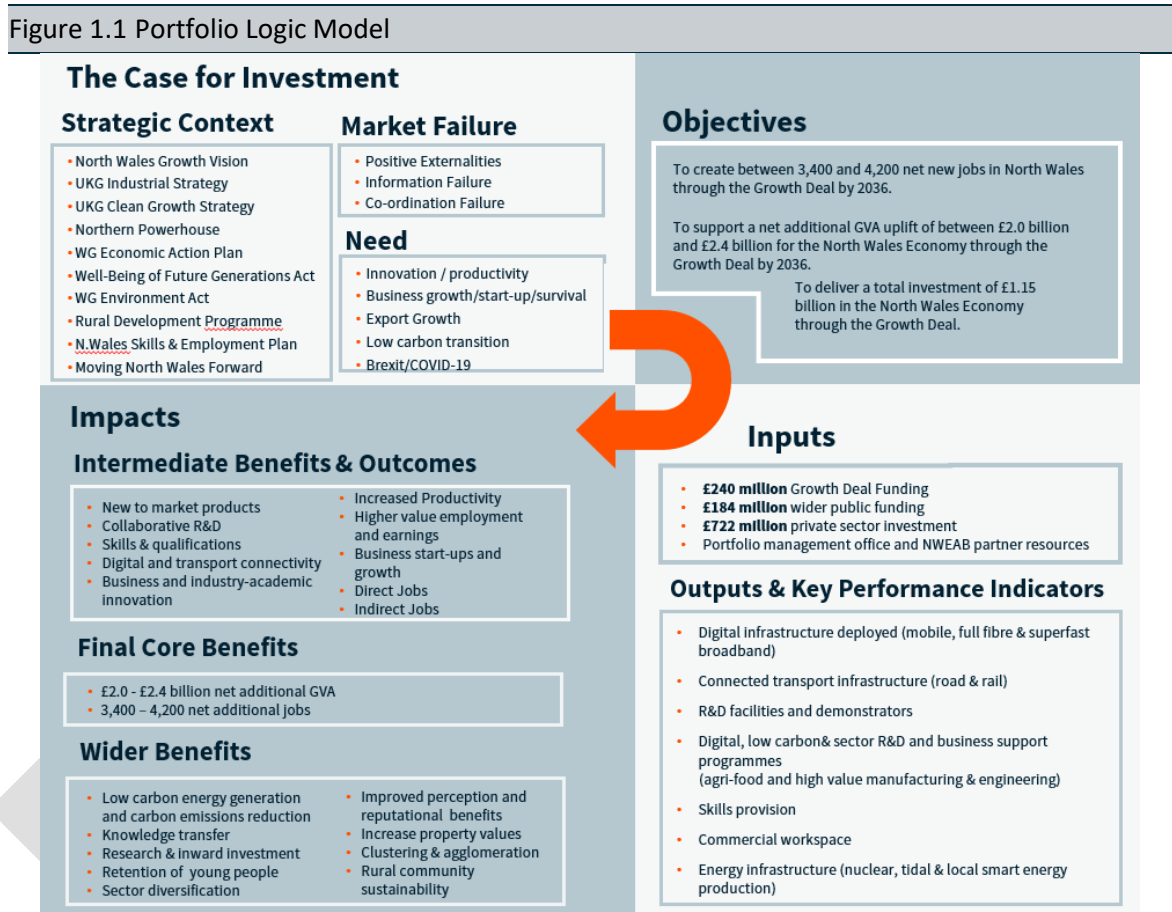 Figure 1.1 Portfolio Logic Model
The Case for Investment
Strategic Context
• North Wales Growth Vision
• UKG Industrial Strategy
• UKG Clean Growth Strategy
• Northern Powerhouse
• WG Economic Action Plan
• Well-Being of Future Generations Act
• WG Environment Act
• Rural Development Programme
• N.Wales Skills & Employment Plan
• Moving North Wales Forward
Market Failure
• Positive Externalities
• Information Failure
• Co-ordination Failure
Need
• Innovation / productivity
• Business growth/start-up/survival
• Export Growth
• Low carbon transition
• Brexit/COVID-19
Objectives
To create between 3,400 and 4,200 net new jobs in North Wales
through the Growth Deal by 2036.
To support a net additional GVA uplift of between £2.0 billion
and £2.4 billion for the North Wales Economy through the
Growth Deal by 2036.
To deliver a total investment of £1.15
billion in the North Wales Economy
through the Growth Deal.
Impacts
Intermediate Benefits & Outcomes
• New to market products
• Collaborative R&D
• Skills & qualifications
• Digital and transport connectivity
• Business and industry-academic
innovation
• Increased Productivity
• Higher value employment
and earnings
• Business start-ups and
growth
• Direct Jobs
• Indirect Jobs
Final Core Benefits
• £2.0 - £2.4 billion net additional GVA
• 3,400 – 4,200 net additional jobs
Wider Benefits
• Low carbon energy generation
and carbon emissions reduction
• Knowledge transfer
• Research & inward investment
• Retention of young people
• Sector diversification
• Improved perception and
reputational benefits
• Increase property values
• Clustering & agglomeration
• Rural community
sustainability
Inputs
• £240 million Growth Deal Funding
• £184 million wider public funding
• £722 million private sector investment
• Portfolio management office and NWEAB partner resources
Outputs & Key Performance Indicators
• Digital infrastructure deployed (mobile, full fibre & superfast
broadband)
• Connected transport infrastructure (road & rail)
• R&D facilities and demonstrators
• Digital, low carbon& sector R&D and business support
programmes
(agri-food and high value manufacturing & engineering)
• Skills provision
• Commercial workspace
• Energy infrastructure (nuclear, tidal & local smart energy
production)